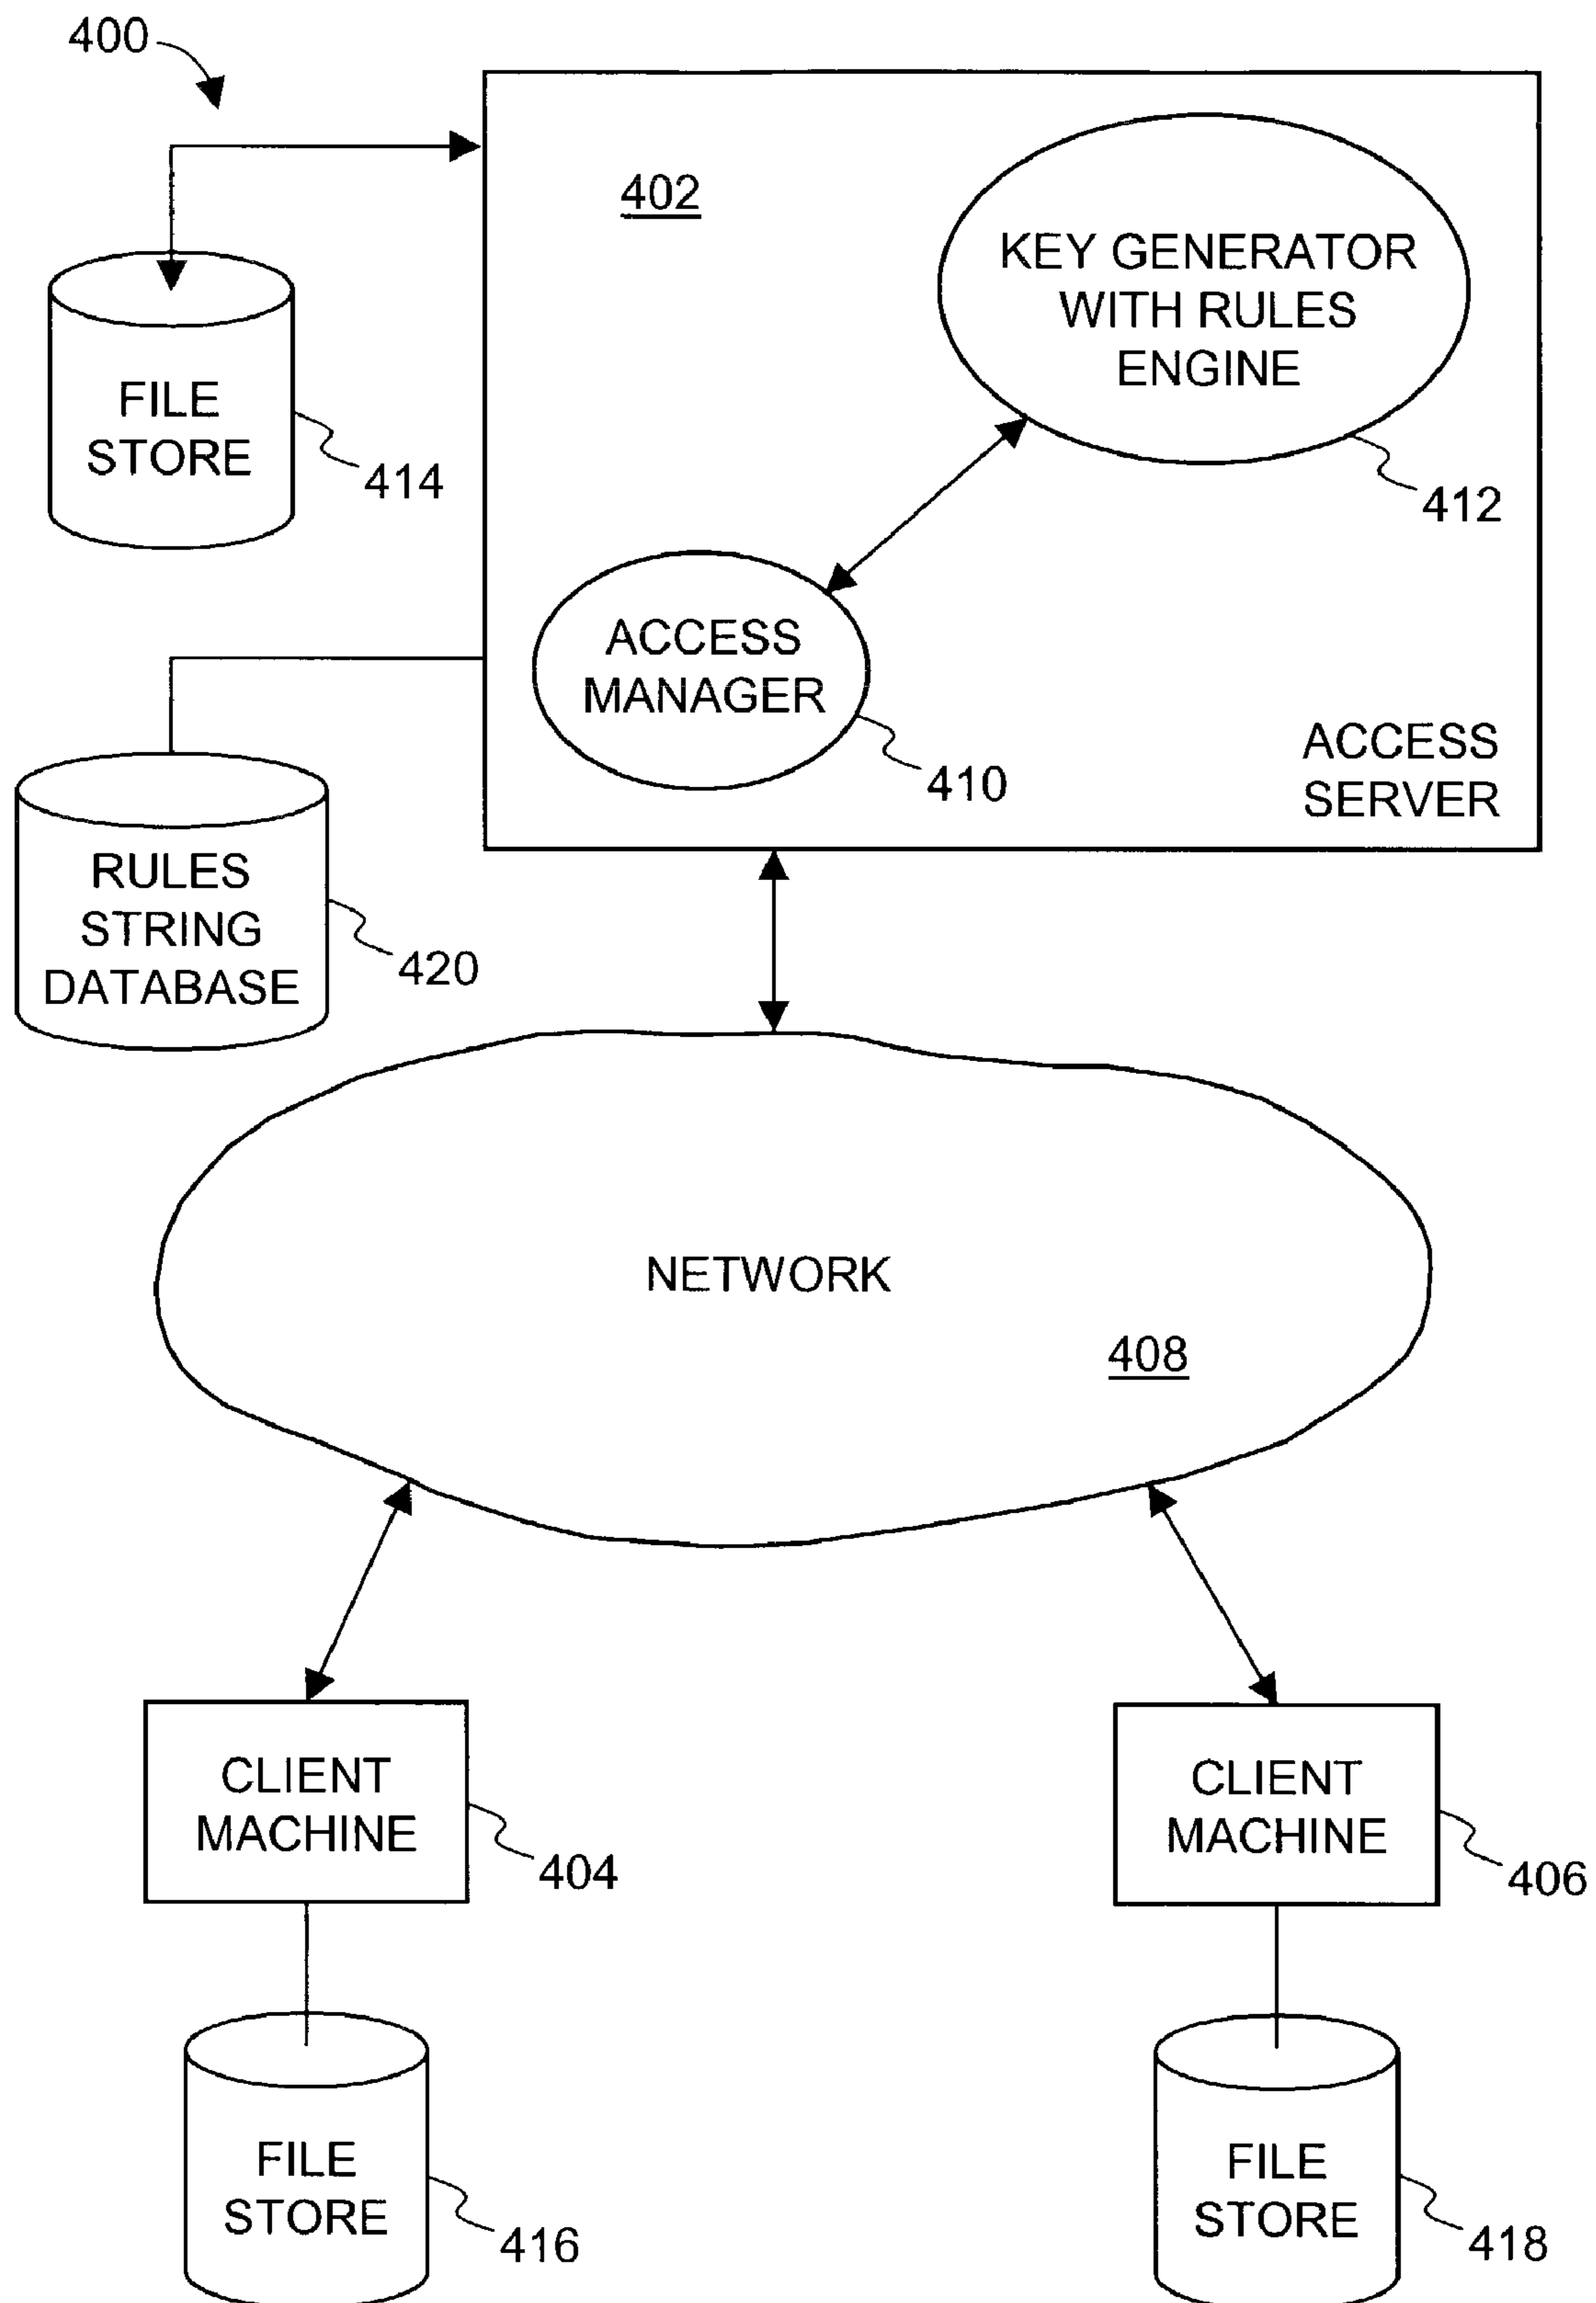 400
402
KEY GENERATOR
WITH RULES
ENGINE
412
FILE
STORE
414
ACCESS
MANAGER
410
ACCESS
SERVER
RULES
STRING
DATABASE
420
NETWORK
408
CLIENT
MACHINE
404
CLIENT
MACHINE
406
FILE
STORE
416
FILE
STORE
418